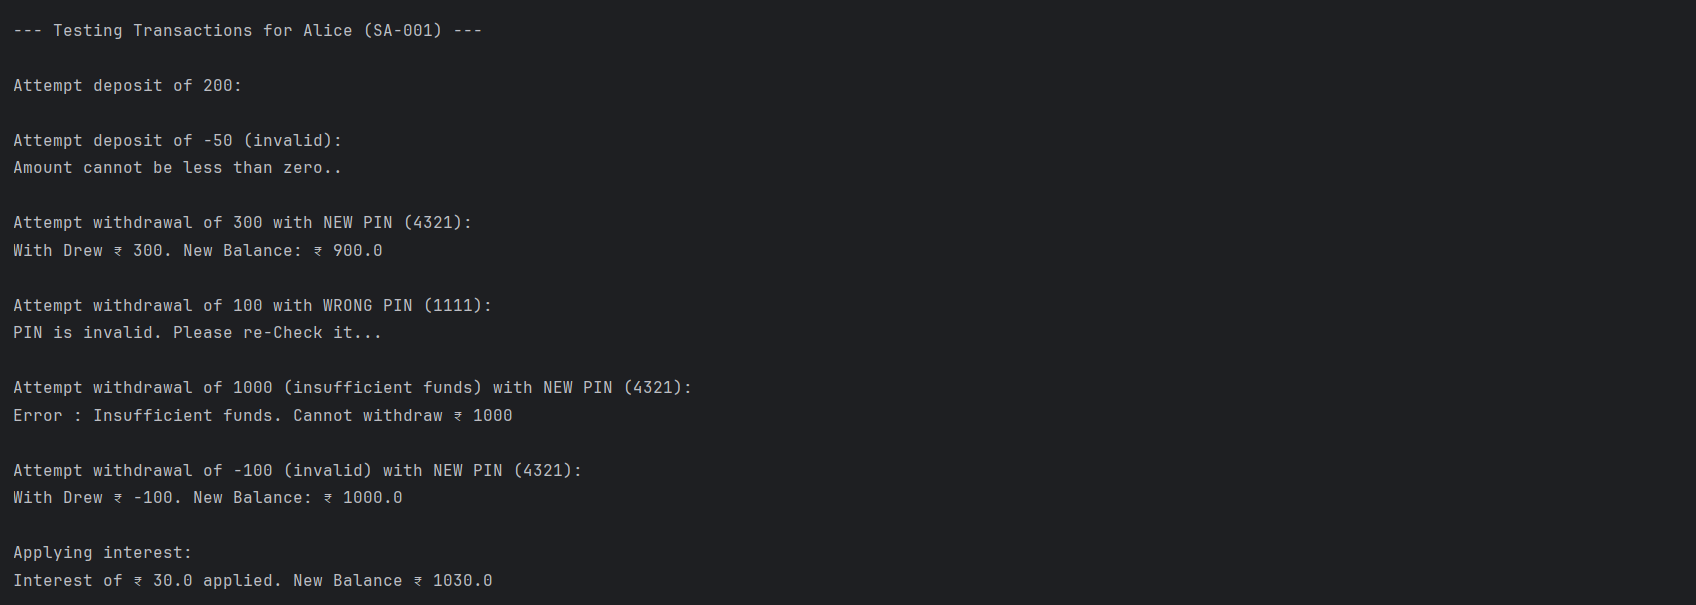 --- Testing Transactions for Alice (SA-001) ---
Attempt deposit of 200:
Attempt deposit of -50 (invalid):
Amount cannot be less than zero..
Attempt withdrawal of 300 with NEW PIN (4321):
With Drew ₹ 300. New Balance: ₹ 900.0
Attempt withdrawal of 100 with WRONG PIN (1111):
PIN is invalid. Please re-Check it...
Attempt withdrawal of 1000 (insufficient funds) with NEW PIN (4321):
Error : Insufficient funds. Cannot withdraw ₹ 1000
Attempt withdrawal of -100 (invalid) with NEW PIN (4321):
With Drew ₹ -100. New Balance: ₹ 1000.0
Applying interest:
Interest of ₹ 30.0 applied. New Balance ₹ 1030.0